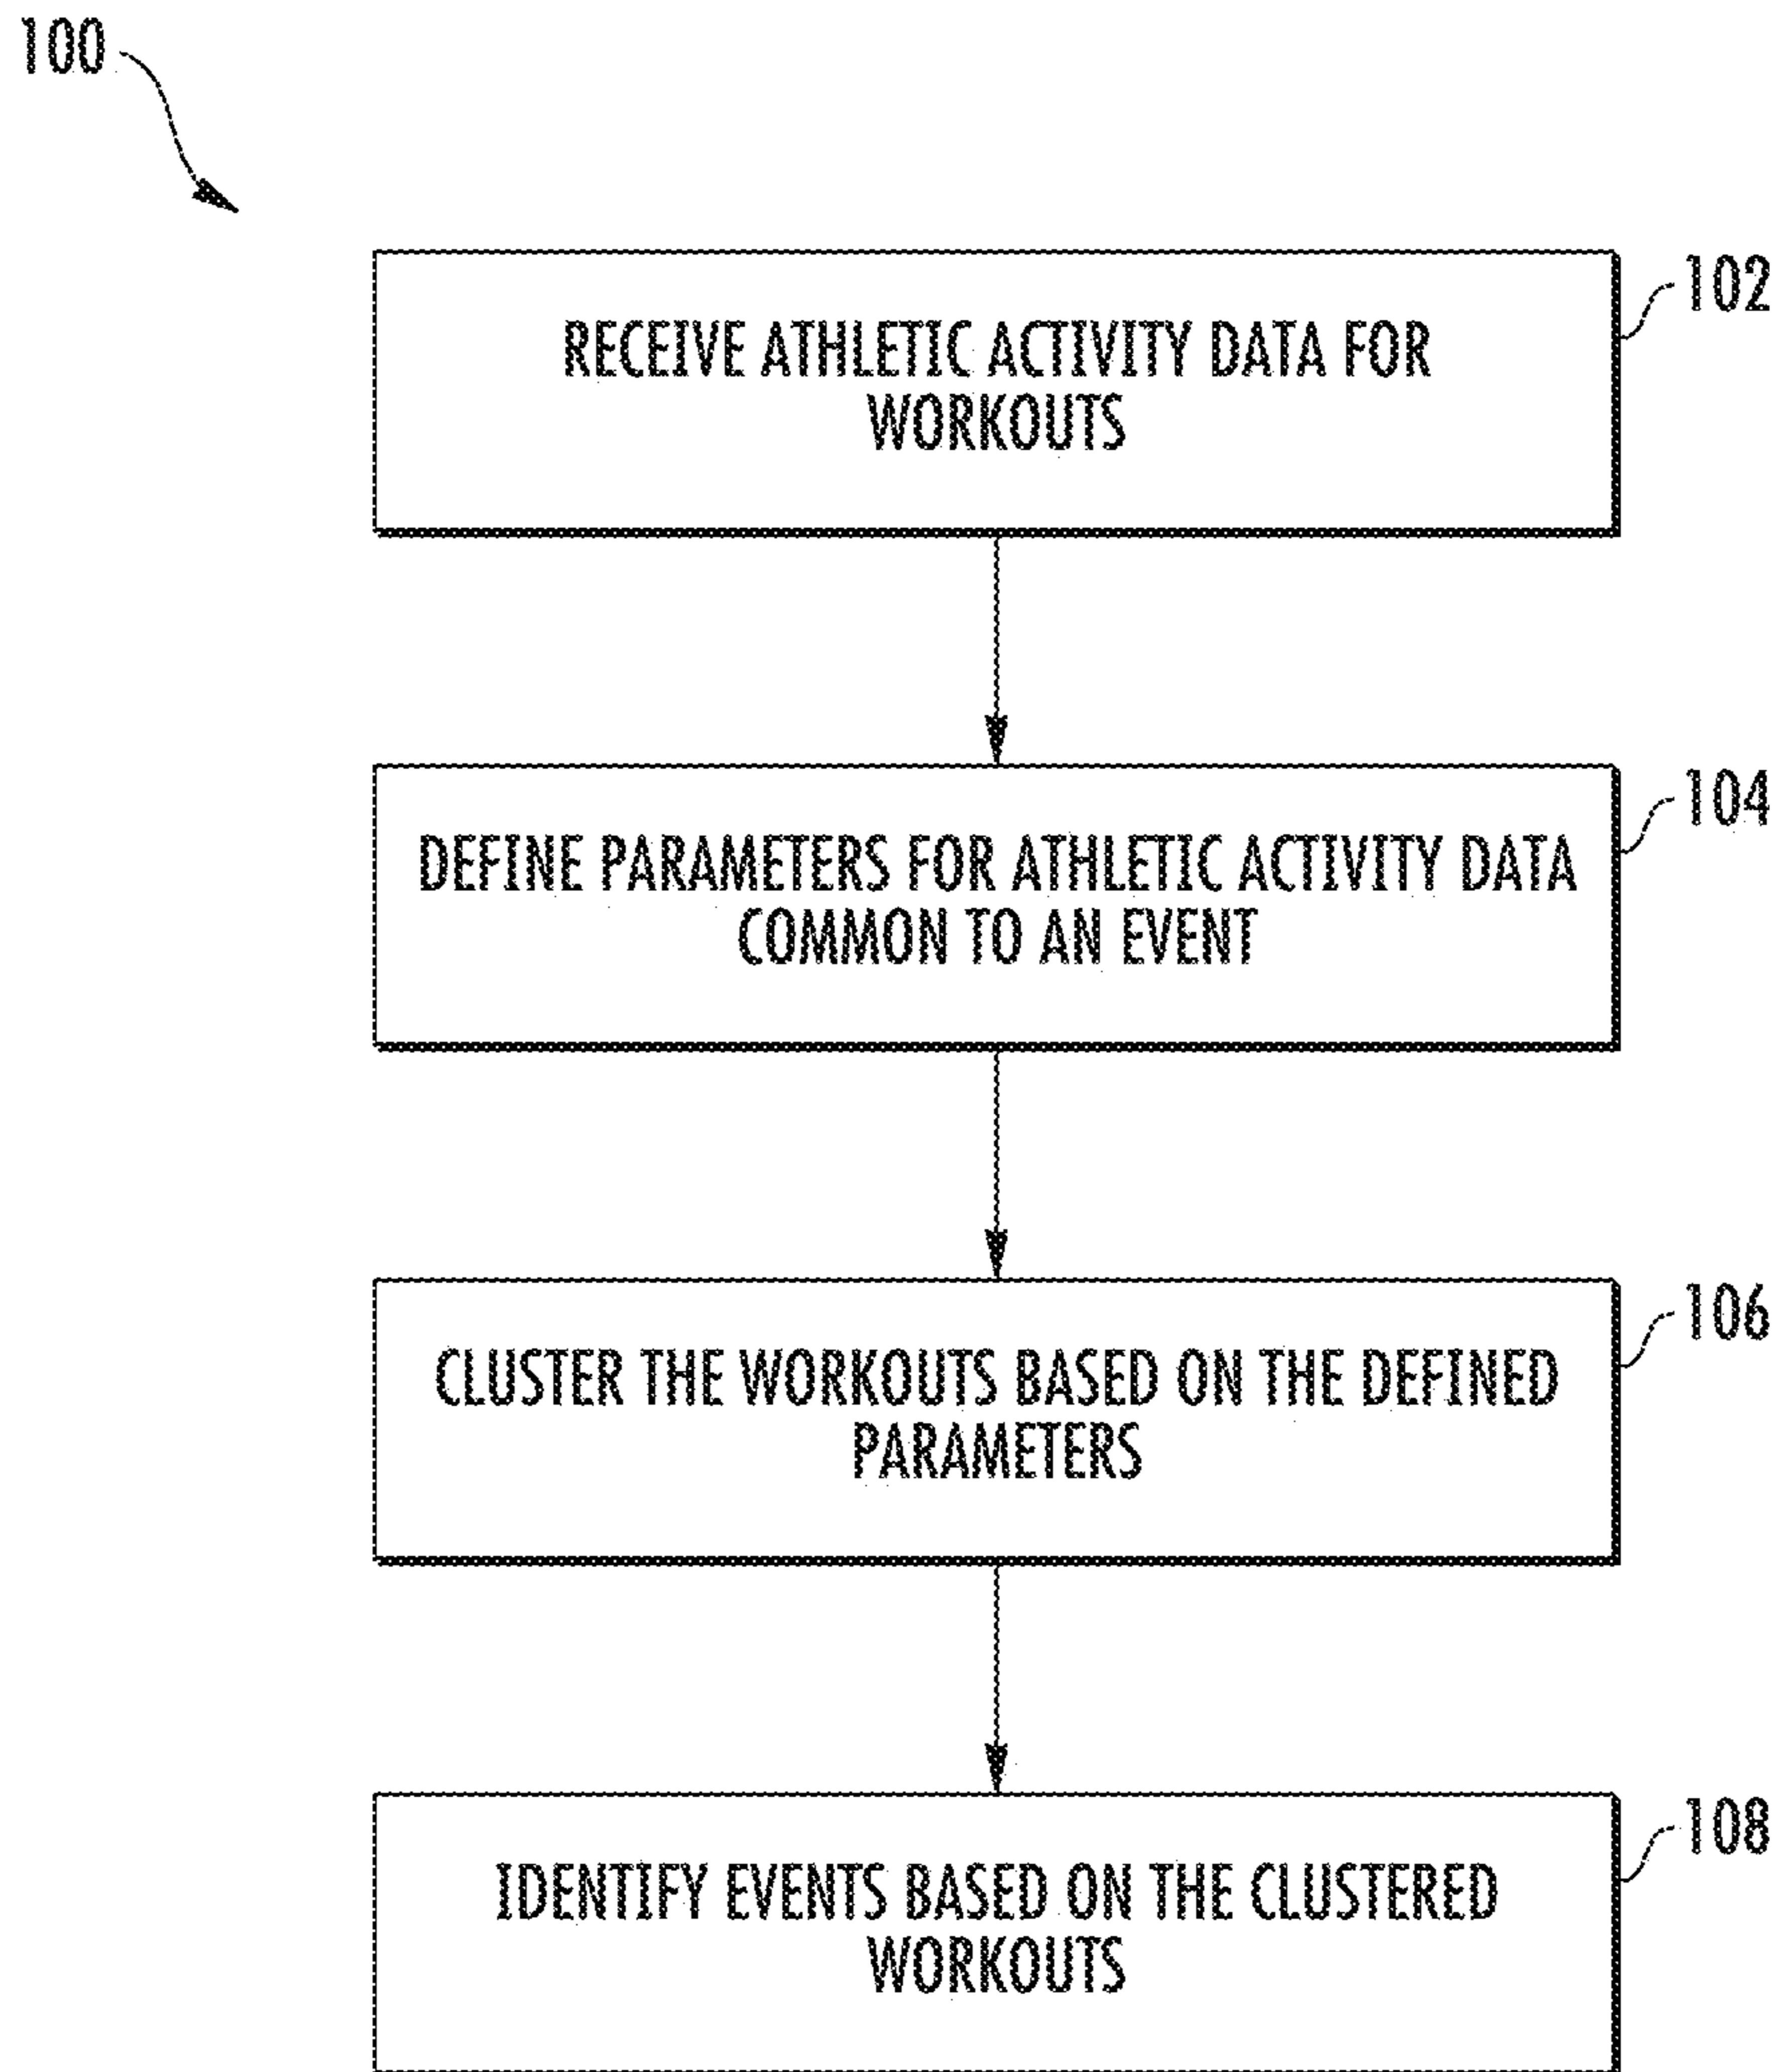 100
102
RECEIVE ATHLETIC ACTIVITY DATA FOR
WORKOUTS
104
DEFINE PARAMETERS FOR ATHLETIC ACTIVITY DATA
COMMON TO AN EVENT
106
CLUSTER THE WORKOUTS BASED ON THE DEFINED
PARAMETERS
108
IDENTIFY EVENTS BASED ON THE CLUSTERED
WORKOUTS